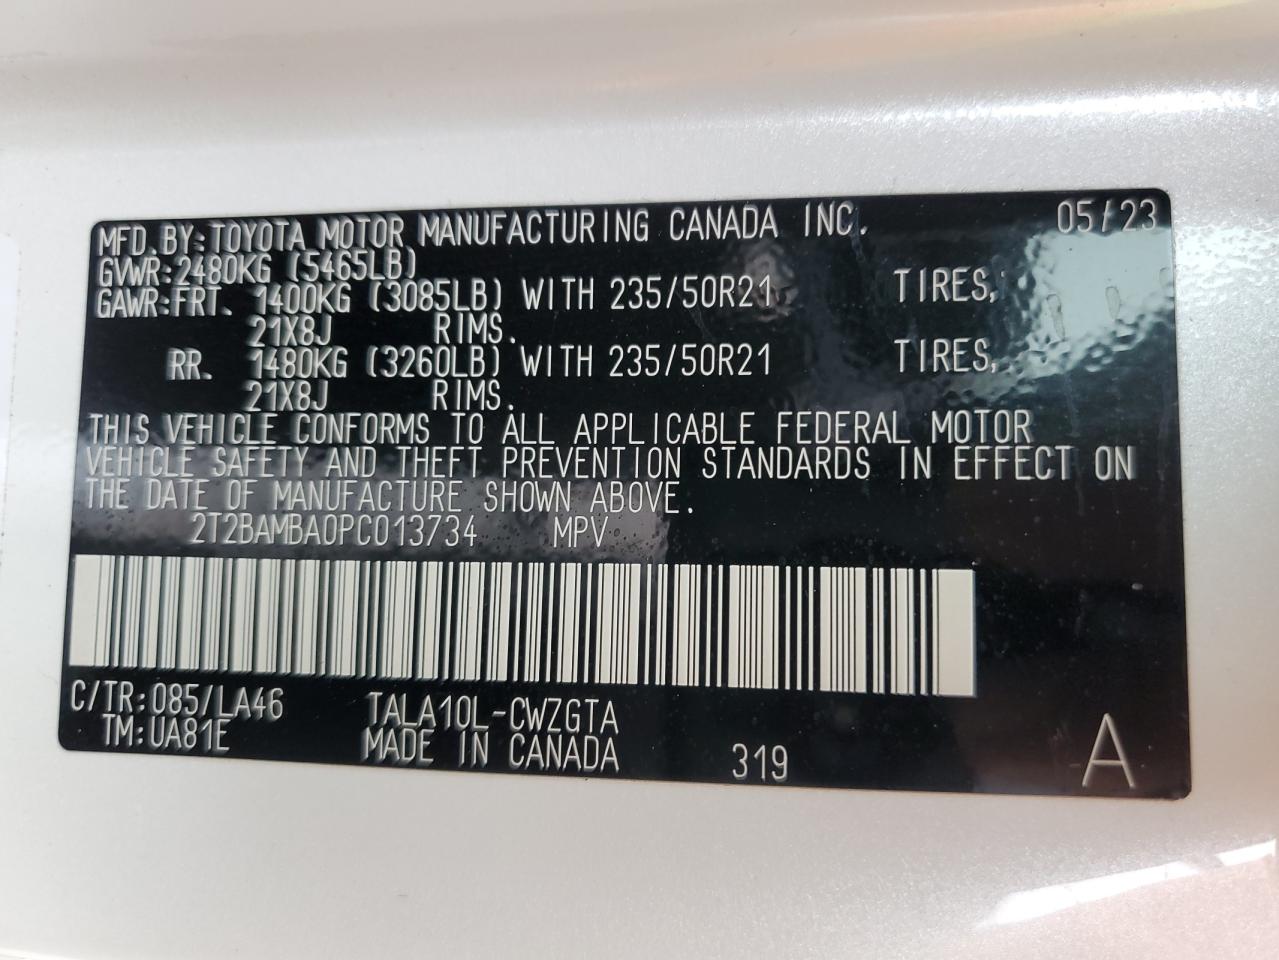 MFD.BY:TOYOTA MOTOR MANUFACTURING CANADA INC. 05/23
GVWR:2480KG (5465LB)
GAWR:FRT. 1400KG (3085LB) WITH 235/50R21 TIRES,
21X8J RIMS.
RR. 1480KG (3260LB) WITH 235/50R21 TIRES,
21X8J RIMS.
THIS VEHICLE CONFORMS TO ALL APPLICABLE FEDERAL MOTOR
VEHICLE SAFETY AND THEFT PREVENTION STANDARDS IN EFFECT ON
THE DATE OF MANUFACTURE SHOWN ABOVE.
2T2BAMBA0PC013734 MPV
C/TR:085/LA46 TALA10L-CWZGTA
TM:UA81E MADE IN CANADA 319 A